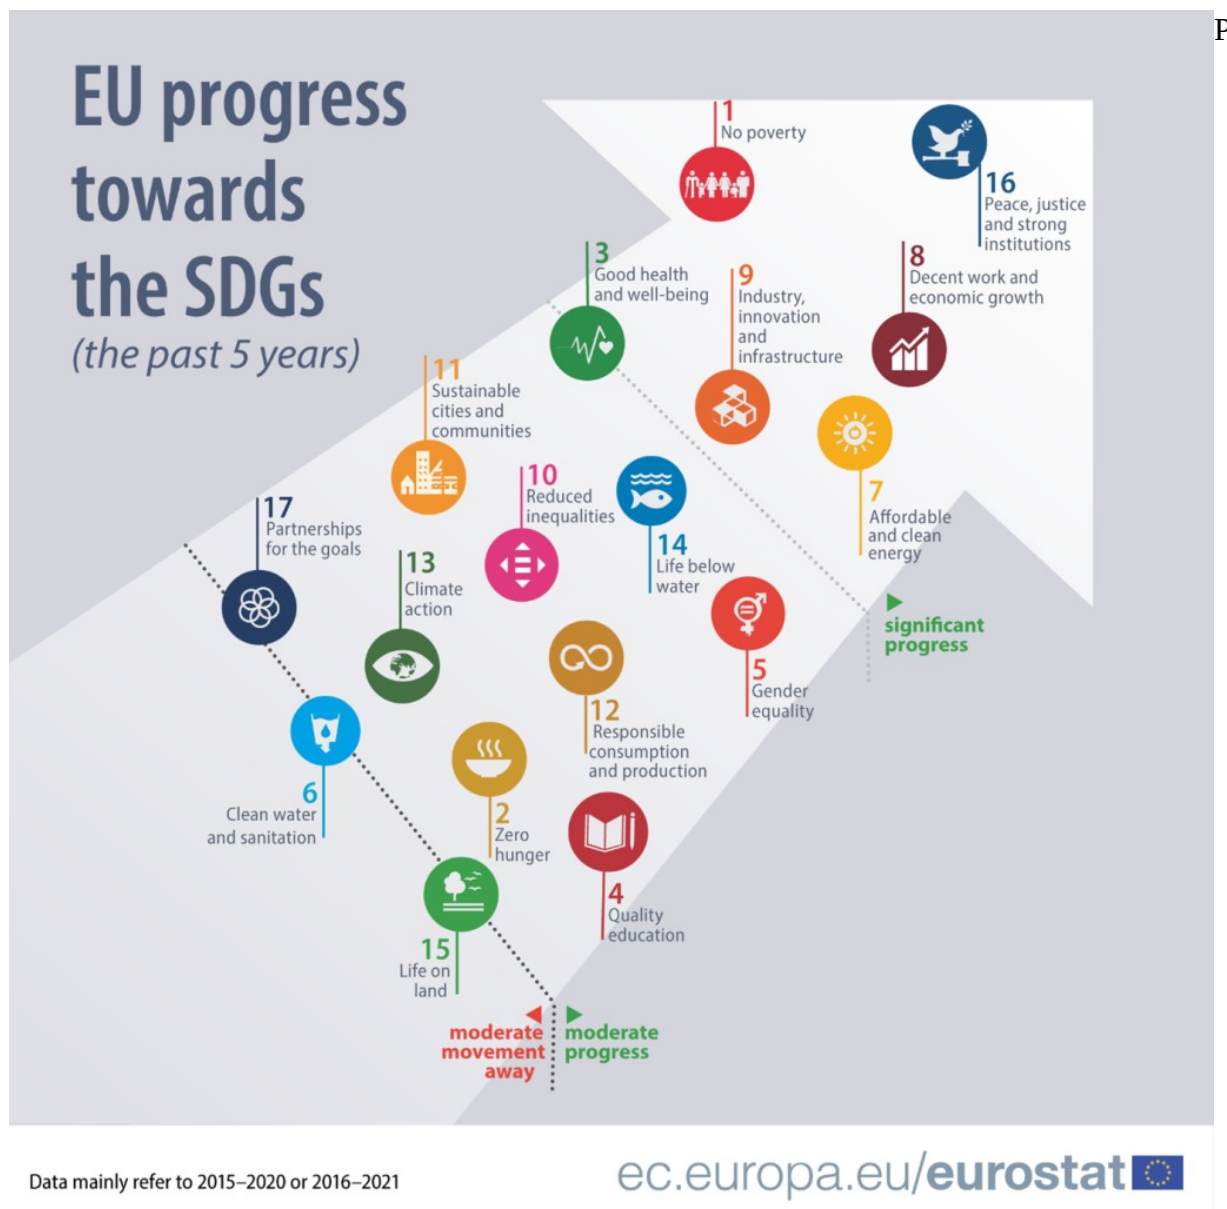 P
EU progress
towards
the SDGs
(the past 5 years)
1
No poverty
16
Peace, justice
and strong
institutions
3
Good health
and well-being
9
Industry,
innovation
and
infrastructure
8
Decent work and
economic growth
11
Sustainable
cities and
communities
10
Reduced
inequalities
14
Life below
water
7
Affordable
and clean
energy
17
Partnerships
for the goals
13
Climate
action
significant
progress
5
Gender
equality
12
Responsible
consumption
and production
6
Clean water
and sanitation
2
Zero
hunger
4
Quality
education
15
Life on
land
moderate
movement
away
moderate
progress
Data mainly refer to 2015–2020 or 2016–2021
ec.europa.eu/eurostat